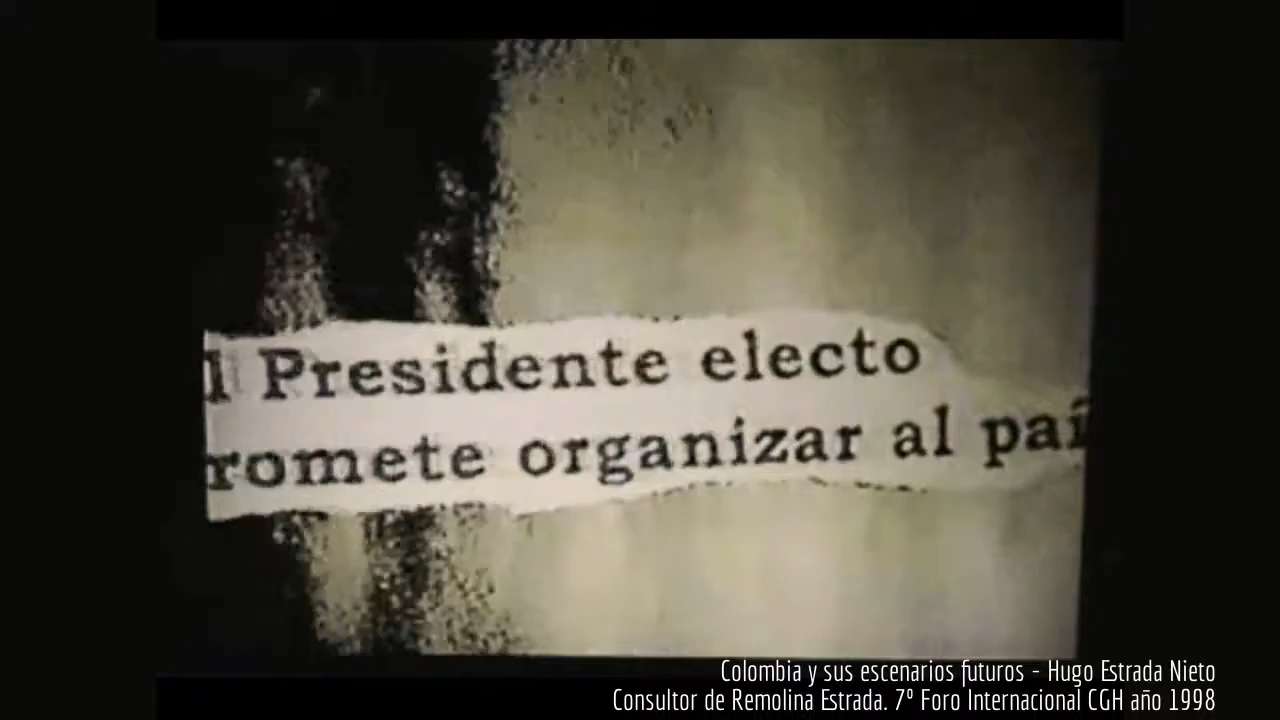 l Presidente electo
romete organizar al paí
Colombia y sus escenarios futuros - Hugo Estrada Nieto
Consultor de Remolina Estrada. 7º Foro Internacional CGH año 1998